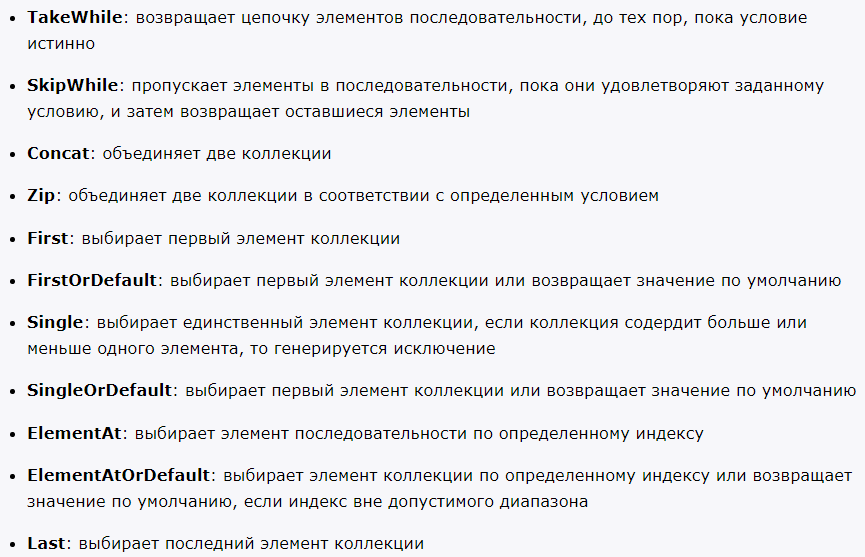 TakeWhile: возвращает цепочку элементов последовательности, до тех пор, пока условие
истинно
SkipWhile: пропускает элементы в последовательности, пока они удовлетворяют заданному
условию, и затем возвращает оставшиеся элементы
Concat: объединяет две коллекции
Zip: объединяет две коллекции в соответствии с определенным условием
First: выбирает первый элемент коллекции
FirstOrDefault: выбирает первый элемент коллекции или возвращает значение по умолчанию
Single: выбирает единственный элемент коллекции, если коллекция содердит больше или
меньше одного элемента, то генерируется исключение
SingleOrDefault: выбирает первый элемент коллекции или возвращает значение по умолчанию
ElementAt: выбирает элемент последовательности по определенному индексу
ElementAtOrDefault: выбирает элемент коллекции по определенному индексу или возвращает
значение по умолчанию, если индекс вне допустимого диапазона
Last: выбирает последний элемент коллекции